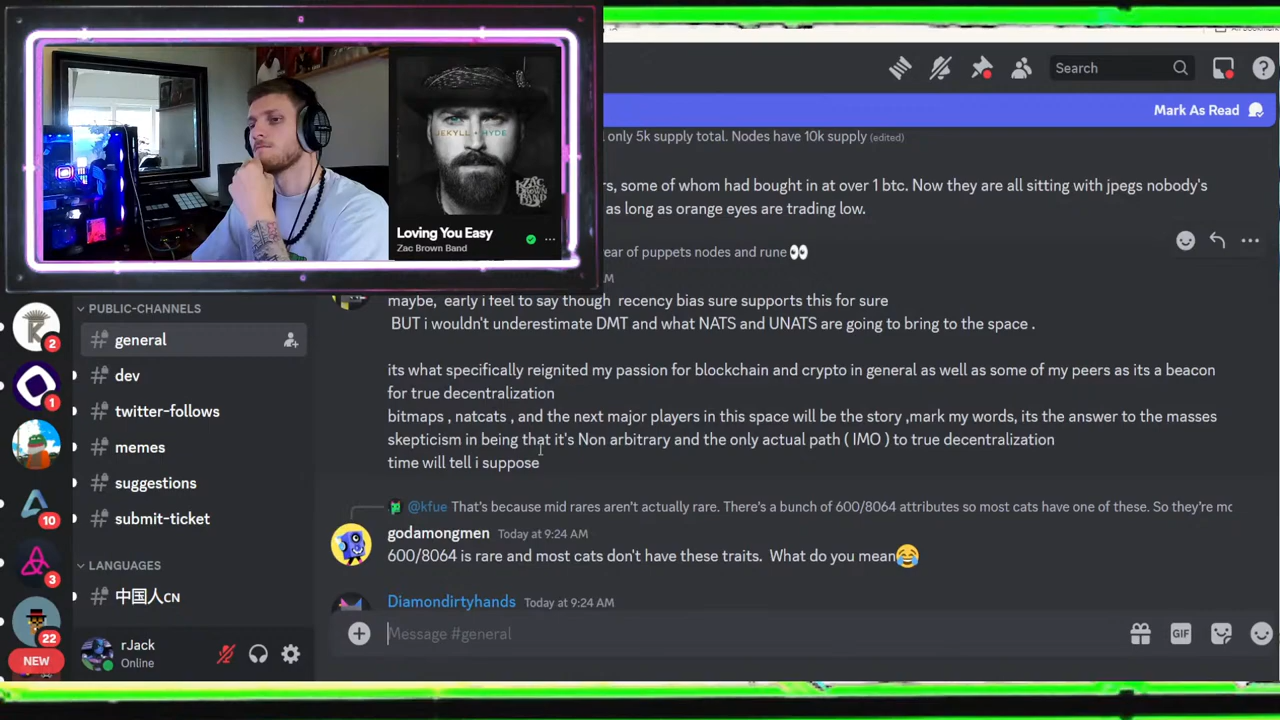 JEKYLL + HYDE
ZAC
BROWN
BAND
Loving You Easy
Zac Brown Band
Search
Mark As Read
only 5k supply total. Nodes have 10k supply (edited)
s, some of whom had bought in at over 1 btc. Now they are all sitting with jpegs nobody's
as long as orange eyes are trading low.
ear of puppets nodes and rune 👀
maybe, early i feel to say though recency bias sure supports this for sure
BUT i wouldn't underestimate DMT and what NATS and UNATS are going to bring to the space .
its what specifically reignited my passion for blockchain and crypto in general as well as some of my peers as its a beacon
for true decentralization
bitmaps , natcats , and the next major players in this space will be the story ,mark my words, its the answer to the masses
skepticism in being that it's Non arbitrary and the only actual path ( IMO ) to true decentralization
time will tell i suppose
@kfue That's because mid rares aren't actually rare. There's a bunch of 600/8064 attributes so most cats have one of these. So they're mo
godamongmen Today at 9:24 AM
600/8064 is rare and most cats don't have these traits. What do you mean😂
Diamondirtyhands Today at 9:24 AM
Message #general
GIF
PUBLIC-CHANNELS
general
dev
twitter-follows
memes
suggestions
submit-ticket
LANGUAGES
中国人CN
rJack
Online
2
1
10
3
22
NEW